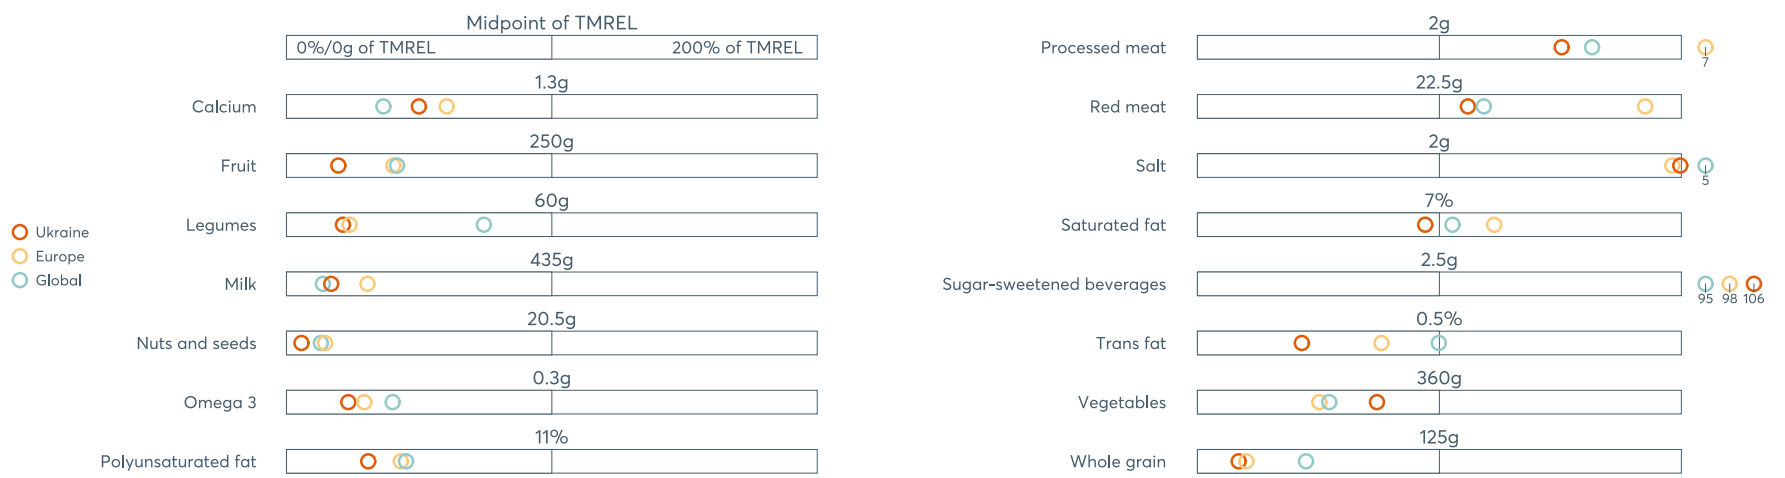 Midpoint of TMREL
0%/0g of TMREL 200% of TMREL
1.3g
Calcium
250g
Fruit
60g
Legumes
435g
Milk
20.5g
Nuts and seeds
0.3g
Omega 3
11%
Polyunsaturated fat
Ukraine
Europe
Global
2g
Processed meat
7
22.5g
Red meat
2g
Salt
5
7%
Saturated fat
2.5g
Sugar-sweetened beverages
95 98 106
0.5%
Trans fat
360g
Vegetables
125g
Whole grain